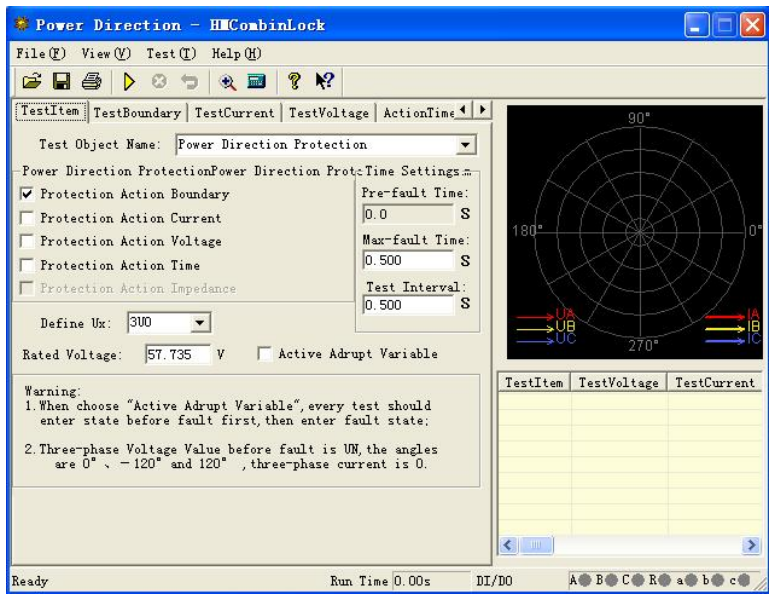 Power Direction - HMCombinLock
File(F) View(V) Test(T) Help(H)
TestItem TestBoundary TestCurrent TestVoltage ActionTime
Test Object Name: Power Direction Protection
Power Direction ProtectionPower Direction Prote
Protection Action Boundary
Protection Action Current
Protection Action Voltage
Protection Action Time
Protection Action Impedance
Time Settings
Pre-fault Time:
0.0 S
Max-fault Time:
0.500 S
Test Interval:
0.500 S
Define Ux: 3U0
Rated Voltage: 57.735 V Active Adrupt Variable
Warning:
1.When choose "Active Adrupt Variable", every test should
enter state before fault first, then enter fault state;
2.Three-phase Voltage Value before fault is UN, the angles
are 0°、-120° and 120° , three-phase current is 0.
90°
180° 0°
270°
UA IA
UB IB
UC IC
TestItem TestVoltage TestCurrent
Ready Run Time 0.00s DI/DO A B C R a b c